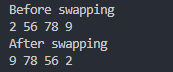 Before swapping
2 56 78 9
After swapping
9 78 56 2